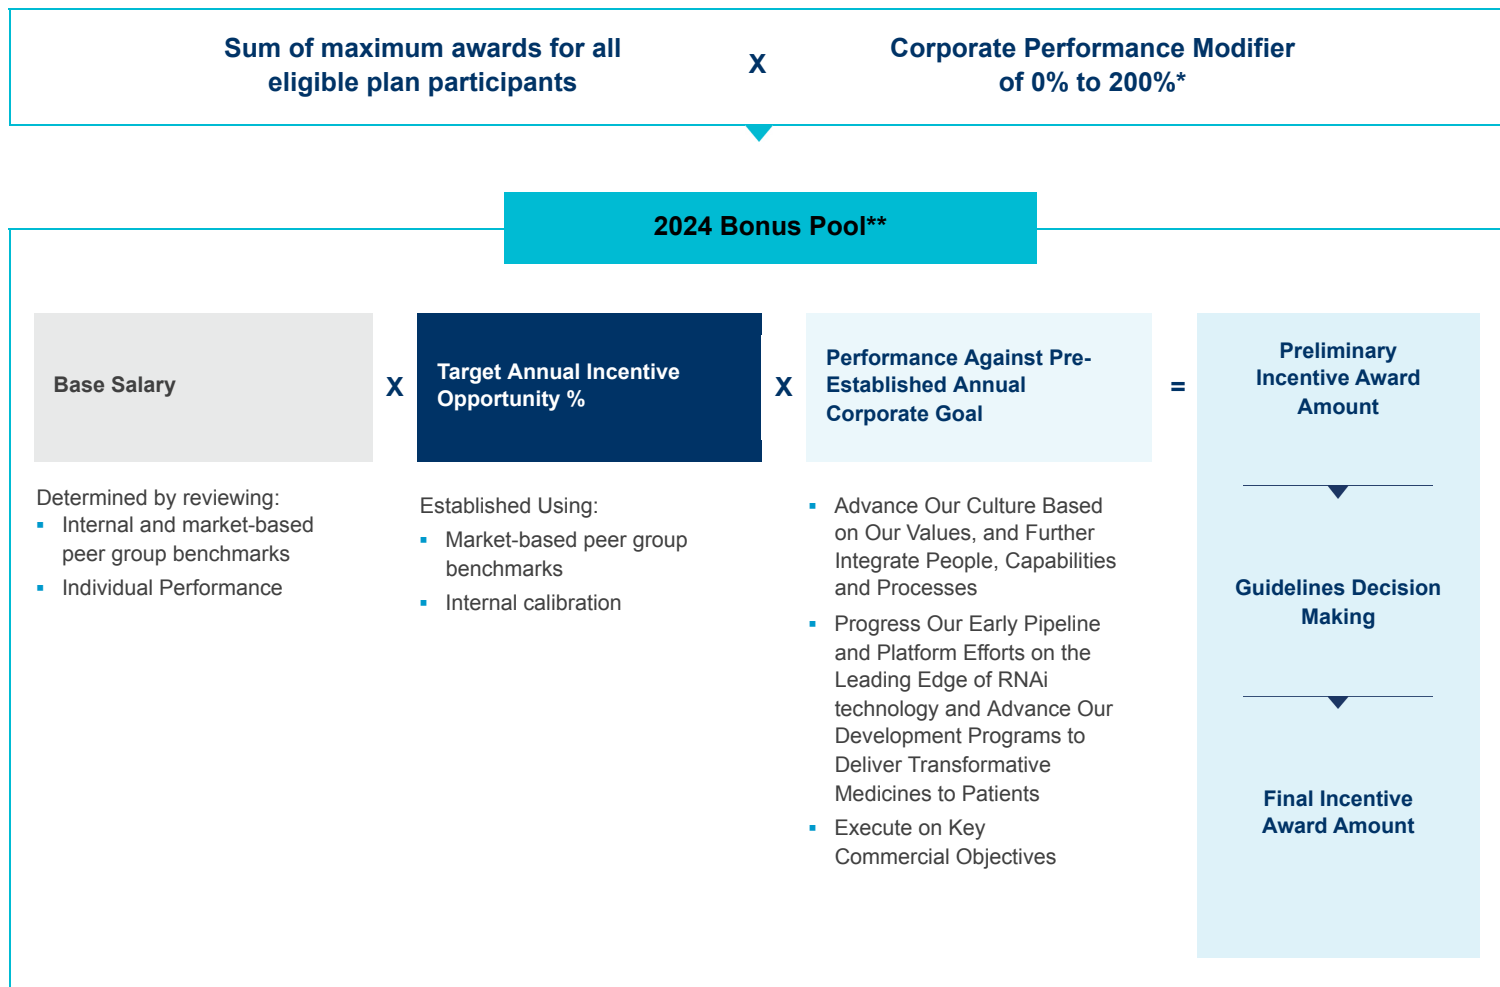 Sum of maximum awards for all
eligible plan participants
X
Corporate Performance Modifier
of 0% to 200%*
2024 Bonus Pool**
Base Salary
X
Target Annual Incentive
Opportunity %
X
Performance Against Pre-
Established Annual
Corporate Goal
=
Preliminary
Incentive Award
Amount
Determined by reviewing:
▪ Internal and market-based
peer group benchmarks
▪ Individual Performance
Established Using:
▪ Market-based peer group
benchmarks
▪ Internal calibration
▪ Advance Our Culture Based
on Our Values, and Further
Integrate People, Capabilities
and Processes
▪ Progress Our Early Pipeline
and Platform Efforts on the
Leading Edge of RNAi
technology and Advance Our
Development Programs to
Deliver Transformative
Medicines to Patients
▪ Execute on Key
Commercial Objectives
Guidelines Decision
Making
Final Incentive
Award Amount